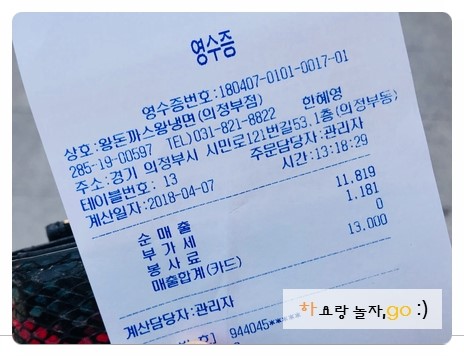 영수증
영수증번호:180407-0101-0017-01
상호:왕돈까스왕냉면(의정부점)
285-19-00597 TEL)031-821-8822 한혜영
주소:경기 의정부시 시민로121번길53.1층(의정부동)
테이블번호: 13 주문담당자:관리자
계산일자:2018-04-07 시간:13:18:29
순 매 출 11.819
부 가 세 1.181
봉 사 료 0
매출합계(카드) 13.000
계산담당자:관리자
호] 944045*****
하 요랑 놀자,go :)